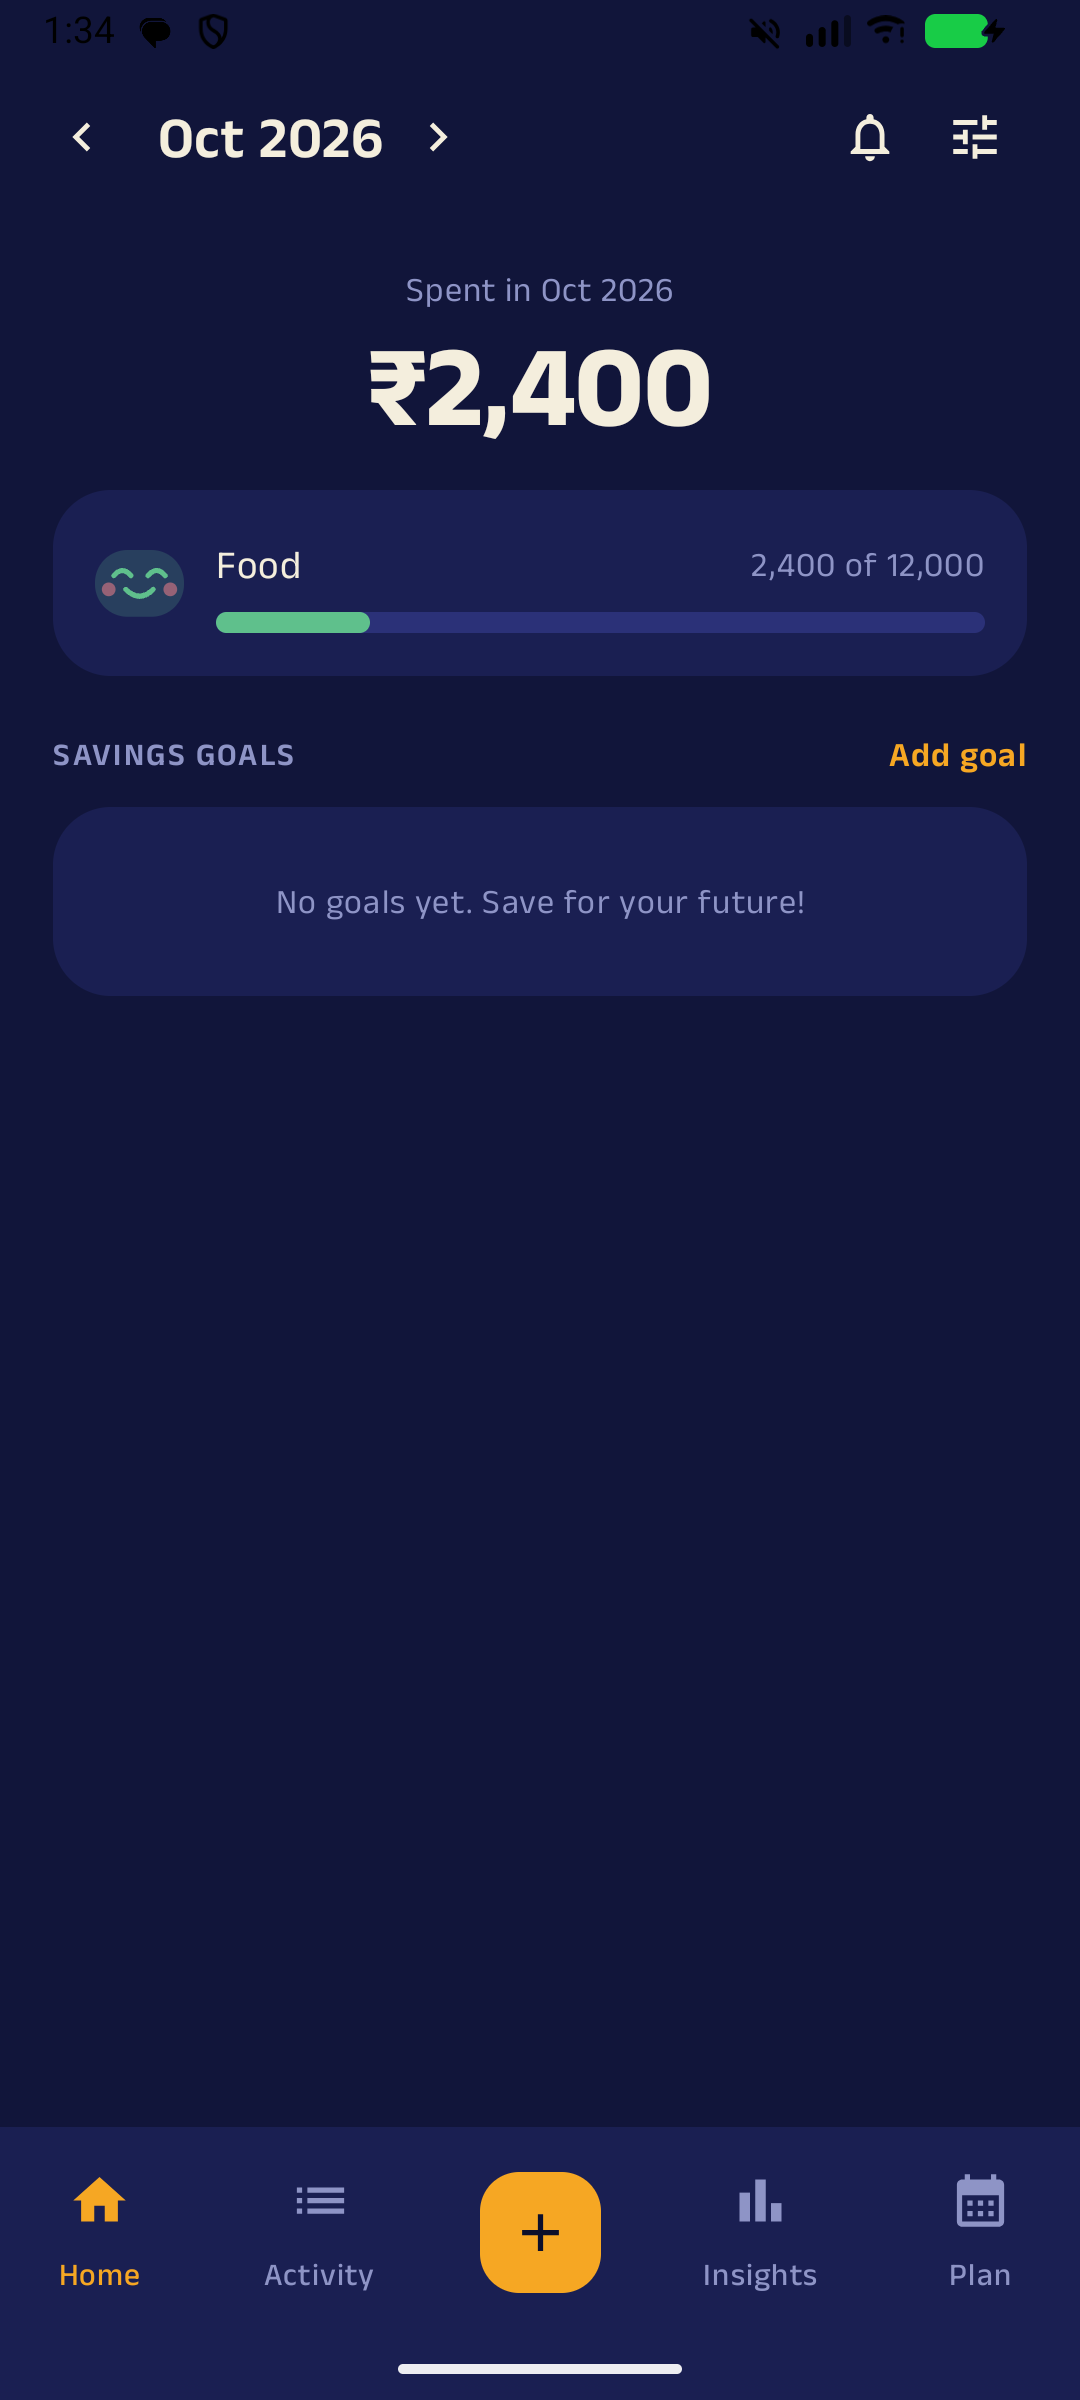 1:34
Oct 2026
Spent in Oct 2026
₹2,400
Food
2,400 of 12,000
SAVINGS GOALS
Add goal
No goals yet. Save for your future!
Home
Activity
Insights
Plan